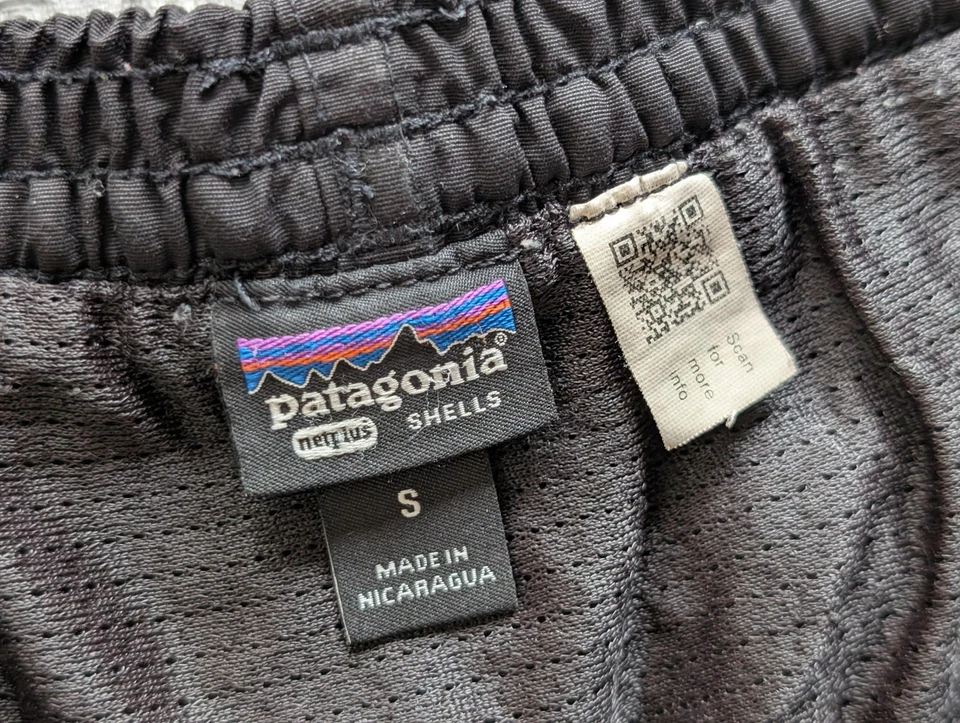 patagonia®
netplus SHELLS
S
MADE IN
NICARAGUA
Scan
for
more
info